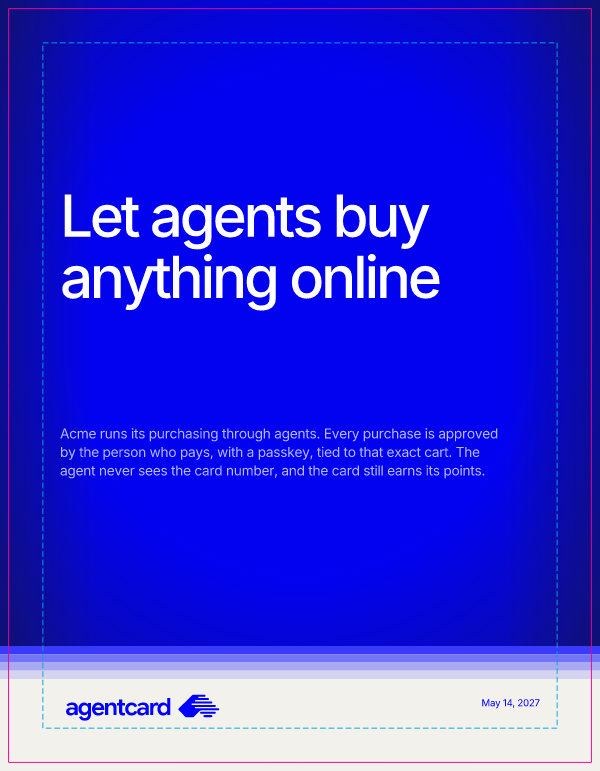 Let agents buy
anything online
Acme runs its purchasing through agents. Every purchase is approved
by the person who pays, with a passkey, tied to that exact cart. The
agent never sees the card number, and the card still earns its points.
agentcard
May 14, 2027